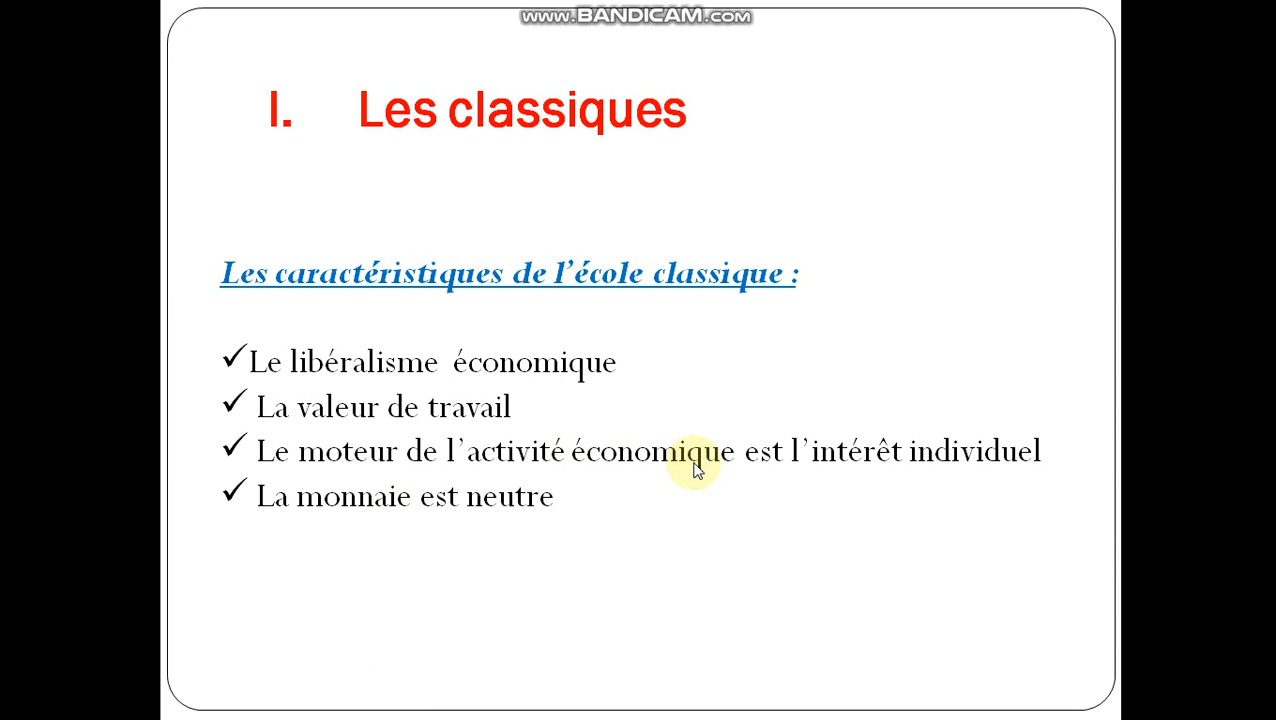 www.BANDICAM.com
I. Les classiques
Les caractéristiques de l’école classique :
✓Le libéralisme économique
✓ La valeur de travail
✓ Le moteur de l’activité économique est l’intérêt individuel
✓ La monnaie est neutre